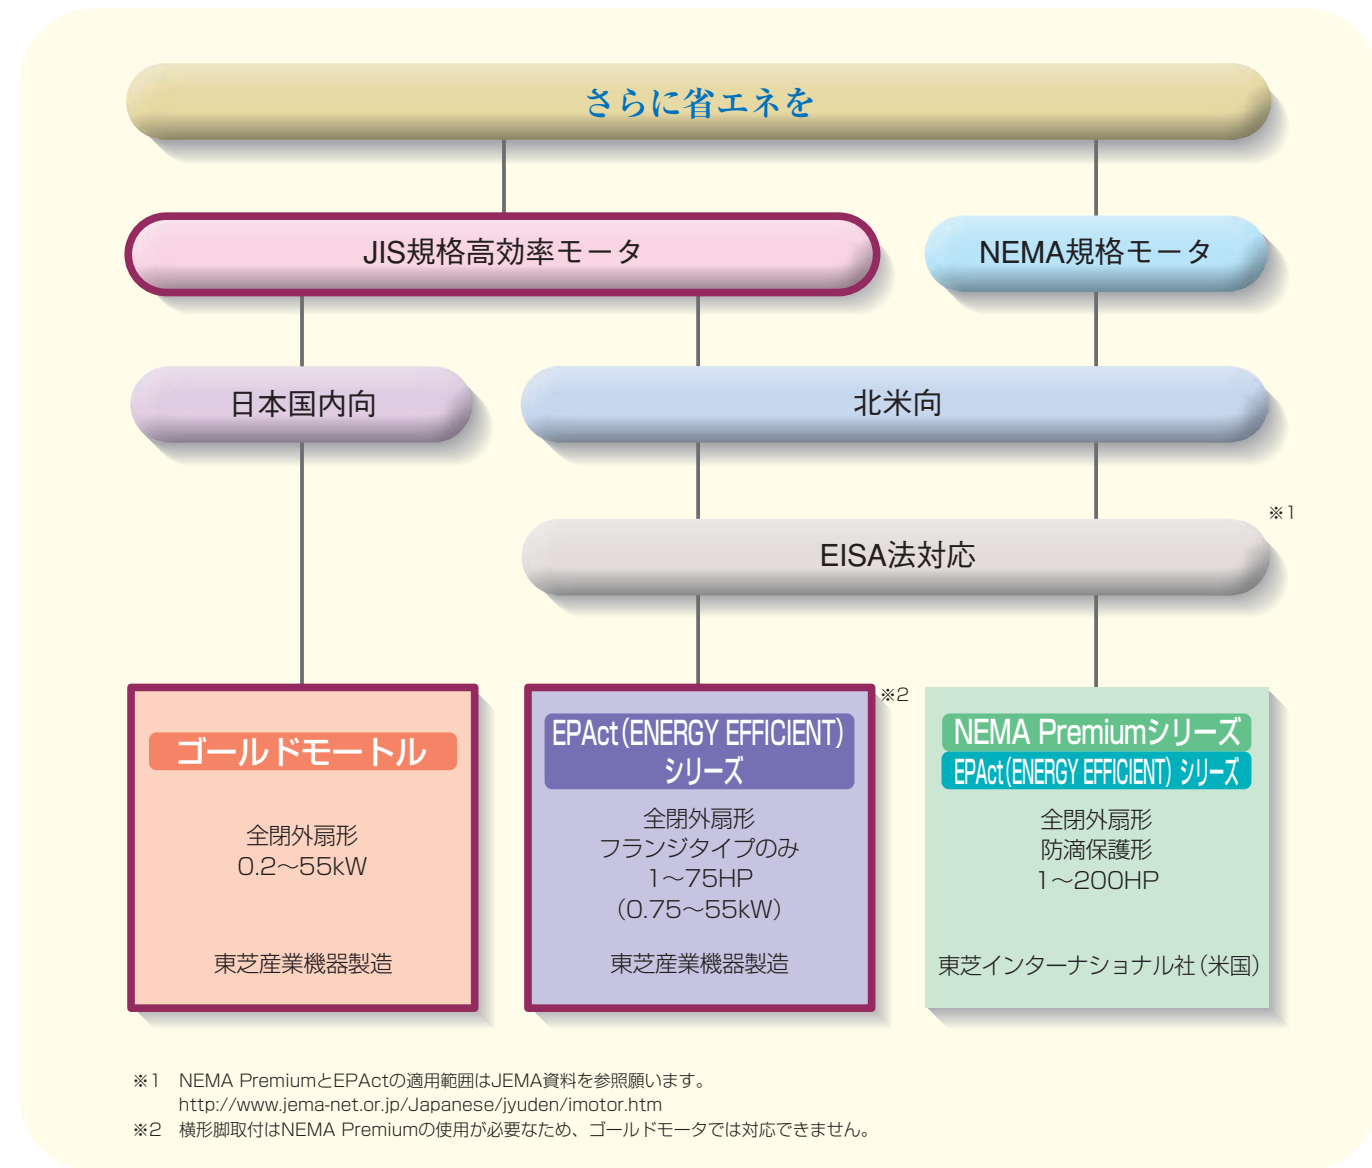 さらに省エネを
JIS規格高効率モータ
NEMA規格モータ
日本国内向
北米向
※1
EISA法対応
ゴールドモートル
全閉外扇形
0.2〜55kW
東芝産業機器製造
※2
EPAct(ENERGY EFFICIENT)
シリーズ
全閉外扇形
フランジタイプのみ
1〜75HP
(0.75〜55kW)
東芝産業機器製造
NEMA Premiumシリーズ
EPAct(ENERGY EFFICIENT) シリーズ
全閉外扇形
防滴保護形
1〜200HP
東芝インターナショナル社(米国)
※1 NEMA PremiumとEPActの適用範囲はJEMA資料を参照願います。
http://www.jema-net.or.jp/Japanese/jyuden/imotor.htm
※2 横形脚取付はNEMA Premiumの使用が必要なため、ゴールドモータでは対応できません。